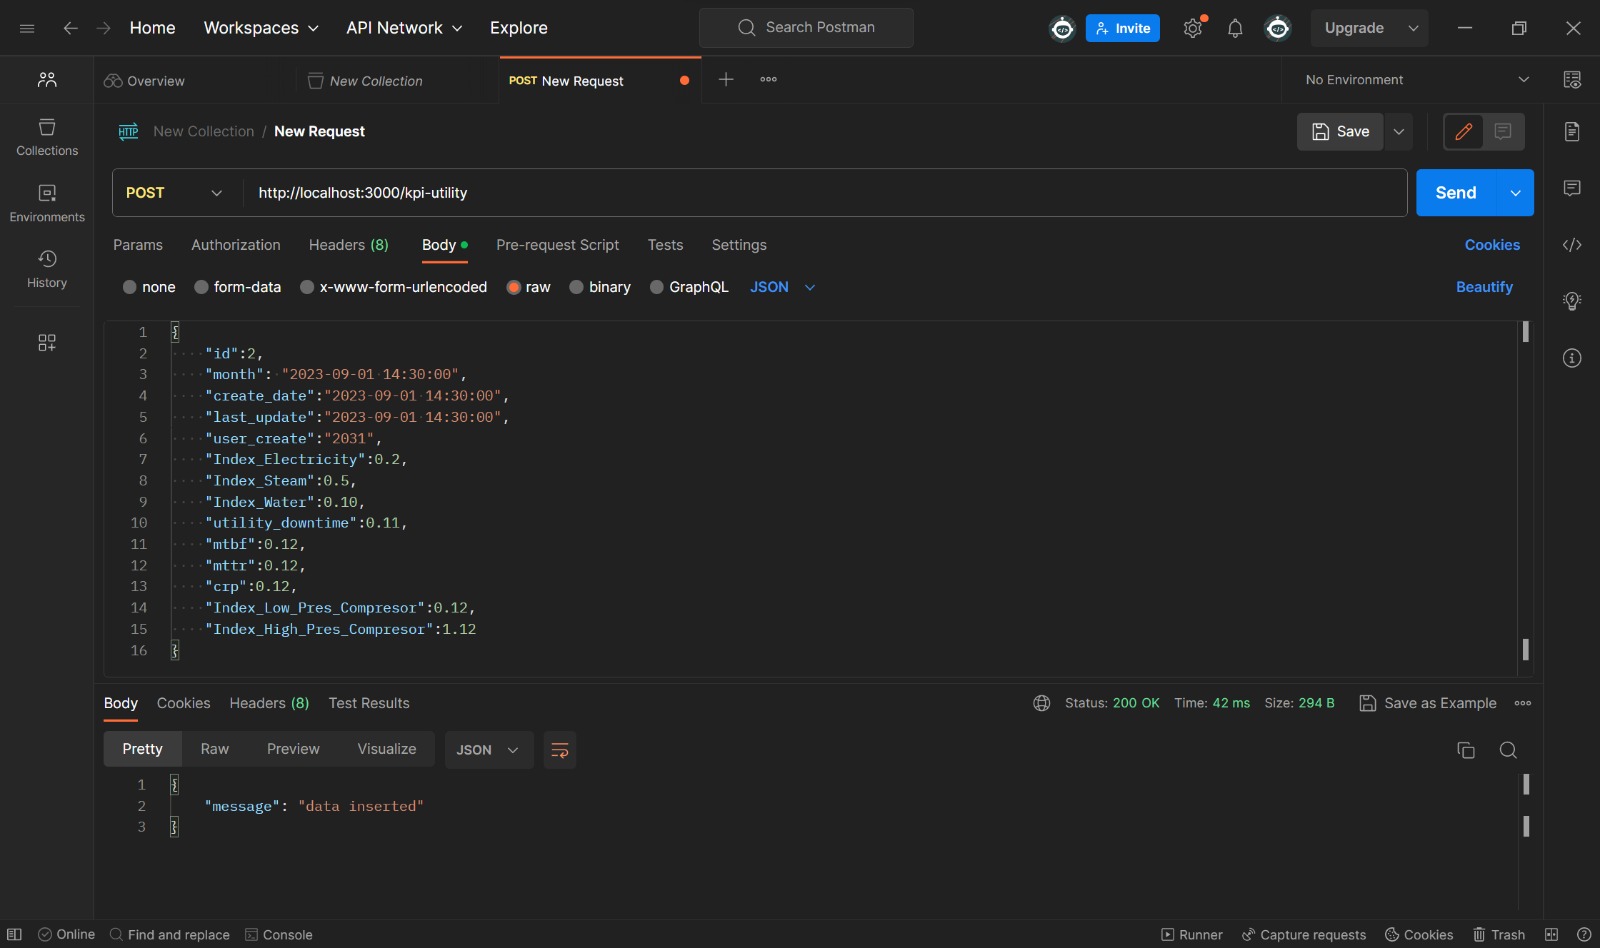 Home Workspaces API Network Explore Search Postman Invite Upgrade
Overview New Collection POST New Request No Environment
HTTP New Collection / New Request Save
Collections
Environments
History
POST http://localhost:3000/kpi-utility Send
Params Authorization Headers (8) Body Pre-request Script Tests Settings Cookies
none form-data x-www-form-urlencoded raw binary GraphQL JSON Beautify
1 {
2 "id":2,
3 "month": "2023-09-01 14:30:00",
4 "create_date":"2023-09-01 14:30:00",
5 "last_update":"2023-09-01 14:30:00",
6 "user_create":"2031",
7 "Index_Electricity":0.2,
8 "Index_Steam":0.5,
9 "Index_Water":0.10,
10 "utility_downtime":0.11,
11 "mtbf":0.12,
12 "mttr":0.12,
13 "crp":0.12,
14 "Index_Low_Pres_Compresor":0.12,
15 "Index_High_Pres_Compresor":1.12
16 }
Body Cookies Headers (8) Test Results Status: 200 OK Time: 42 ms Size: 294 B Save as Example
Pretty Raw Preview Visualize JSON
1 {
2 "message": "data inserted"
3 }
Online Find and replace Console Runner Capture requests Cookies Trash